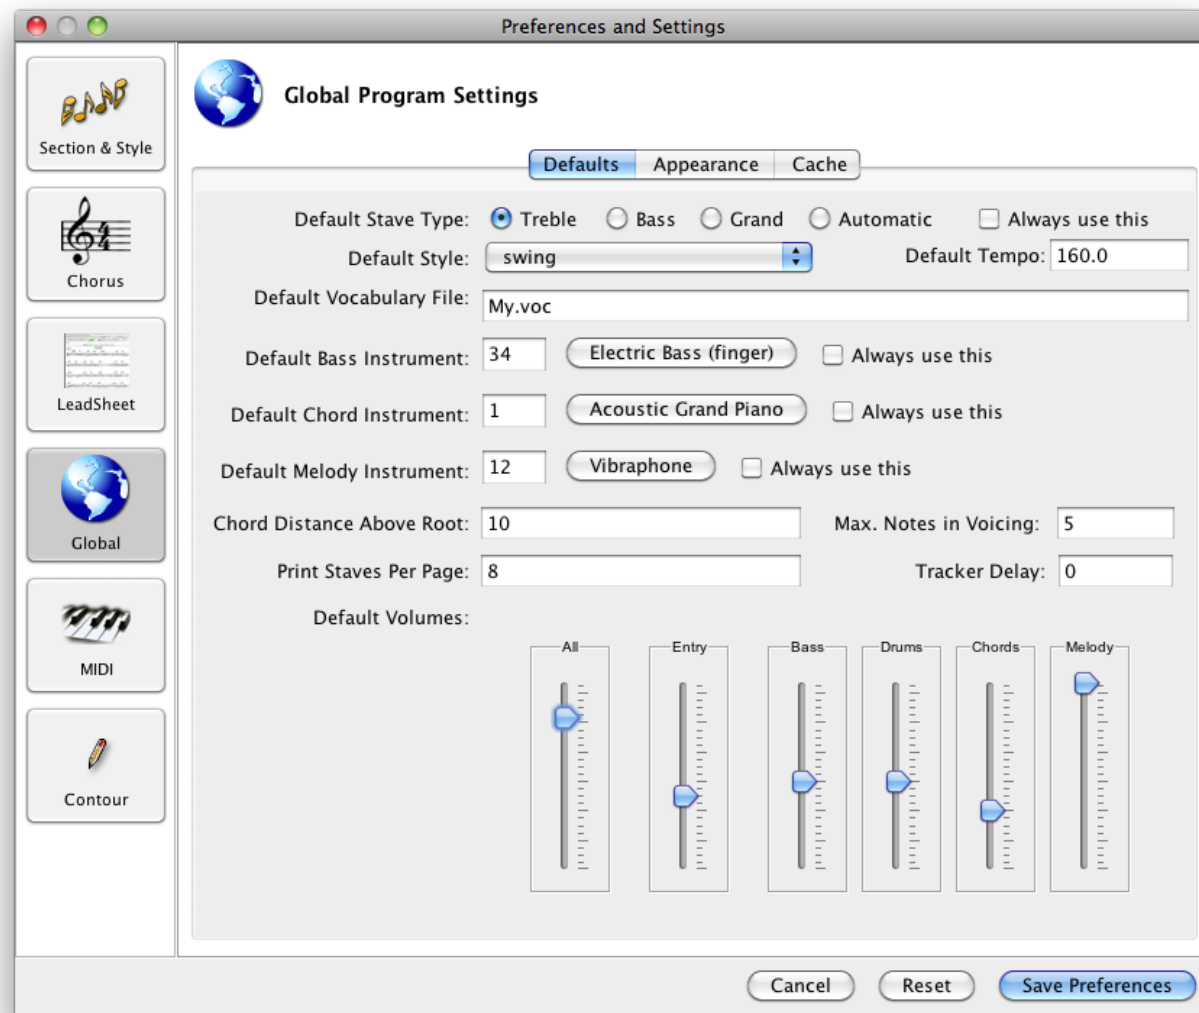 Preferences and Settings
Section & Style
Chorus
LeadSheet
Global
MIDI
Contour
Global Program Settings
Defaults Appearance Cache
Default Stave Type: Treble Bass Grand Automatic Always use this
Default Style: swing Default Tempo: 160.0
Default Vocabulary File: My.voc
Default Bass Instrument: 34 Electric Bass (finger) Always use this
Default Chord Instrument: 1 Acoustic Grand Piano Always use this
Default Melody Instrument: 12 Vibraphone Always use this
Chord Distance Above Root: 10 Max. Notes in Voicing: 5
Print Staves Per Page: 8 Tracker Delay: 0
Default Volumes:
All Entry Bass Drums Chords Melody
Cancel Reset Save Preferences